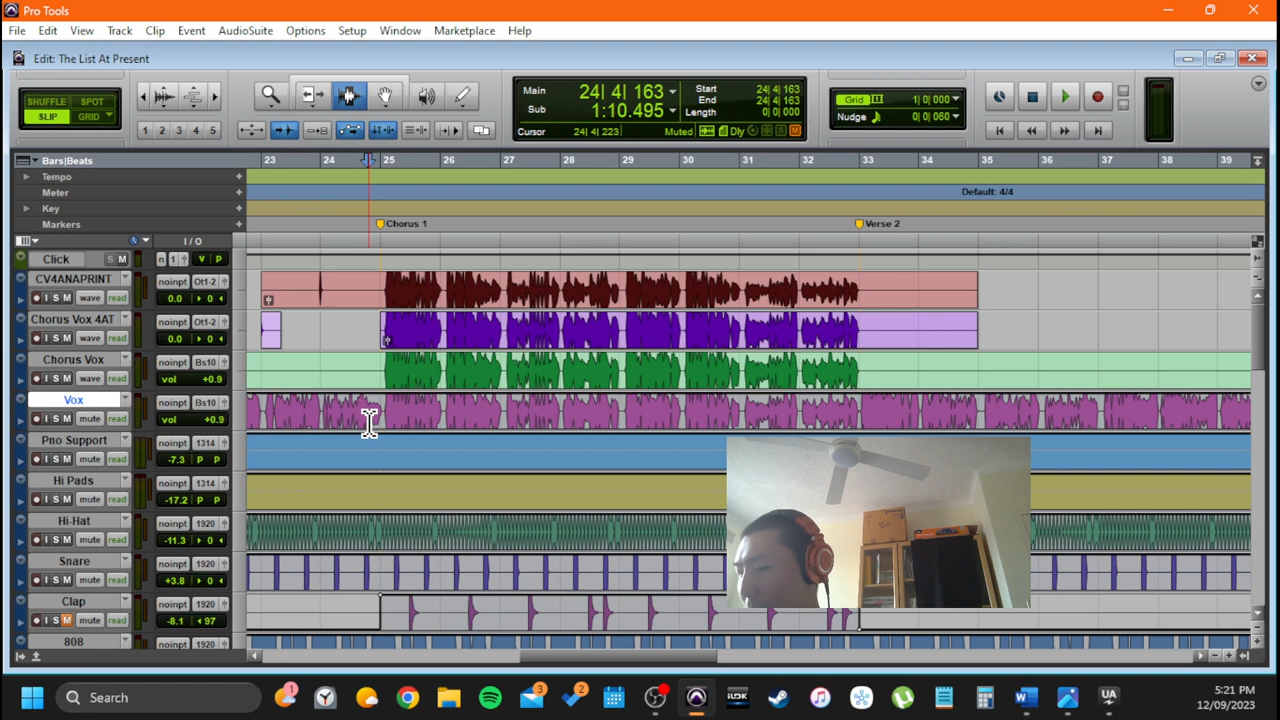 Pro Tools
File Edit View Track Clip Event AudioSuite Options Setup Window Marketplace Help
Edit: The List At Present
SHUFFLE SPOT
SLIP GRID
1 2 3 4 5
Main 24| 4| 163
Sub 1:10.495
Start 24| 4| 163
End 24| 4| 163
Length 0| 0| 000
Cursor 24| 4| 223 Muted Dly
Grid 1| 0| 000
Nudge 0| 0| 060
Bars|Beats 23 24 25 26 27 28 29 30 31 32 33 34 35 36 37 38 39
Tempo +
Meter + Default: 4/4
Key +
Markers + Chorus 1 Verse 2
I / O
Click S M n 1 V P
CV4ANAPRINT noinpt Ot1-2
I S M wave read 0.0 0
Chorus Vox 4AT noinpt Ot1-2
I S M wave read 0.0 0
Chorus Vox noinpt Bs10
I S M wave read vol +0.9
Vox noinpt Bs10
I S M mute read vol +0.9
Pno Support noinpt 1314
I S M mute read -7.3 P P
Hi Pads noinpt 1314
I S M mute read -17.2 P P
Hi-Hat noinpt 1920
I S M mute read -11.3 0
Snare noinpt 1920
I S M mute read +3.8 0
Clap noinpt 1920
I S M mute read -8.1 97
808 noinpt 1920
Search 1 3 2 UA 5:21 PM
12/09/2023